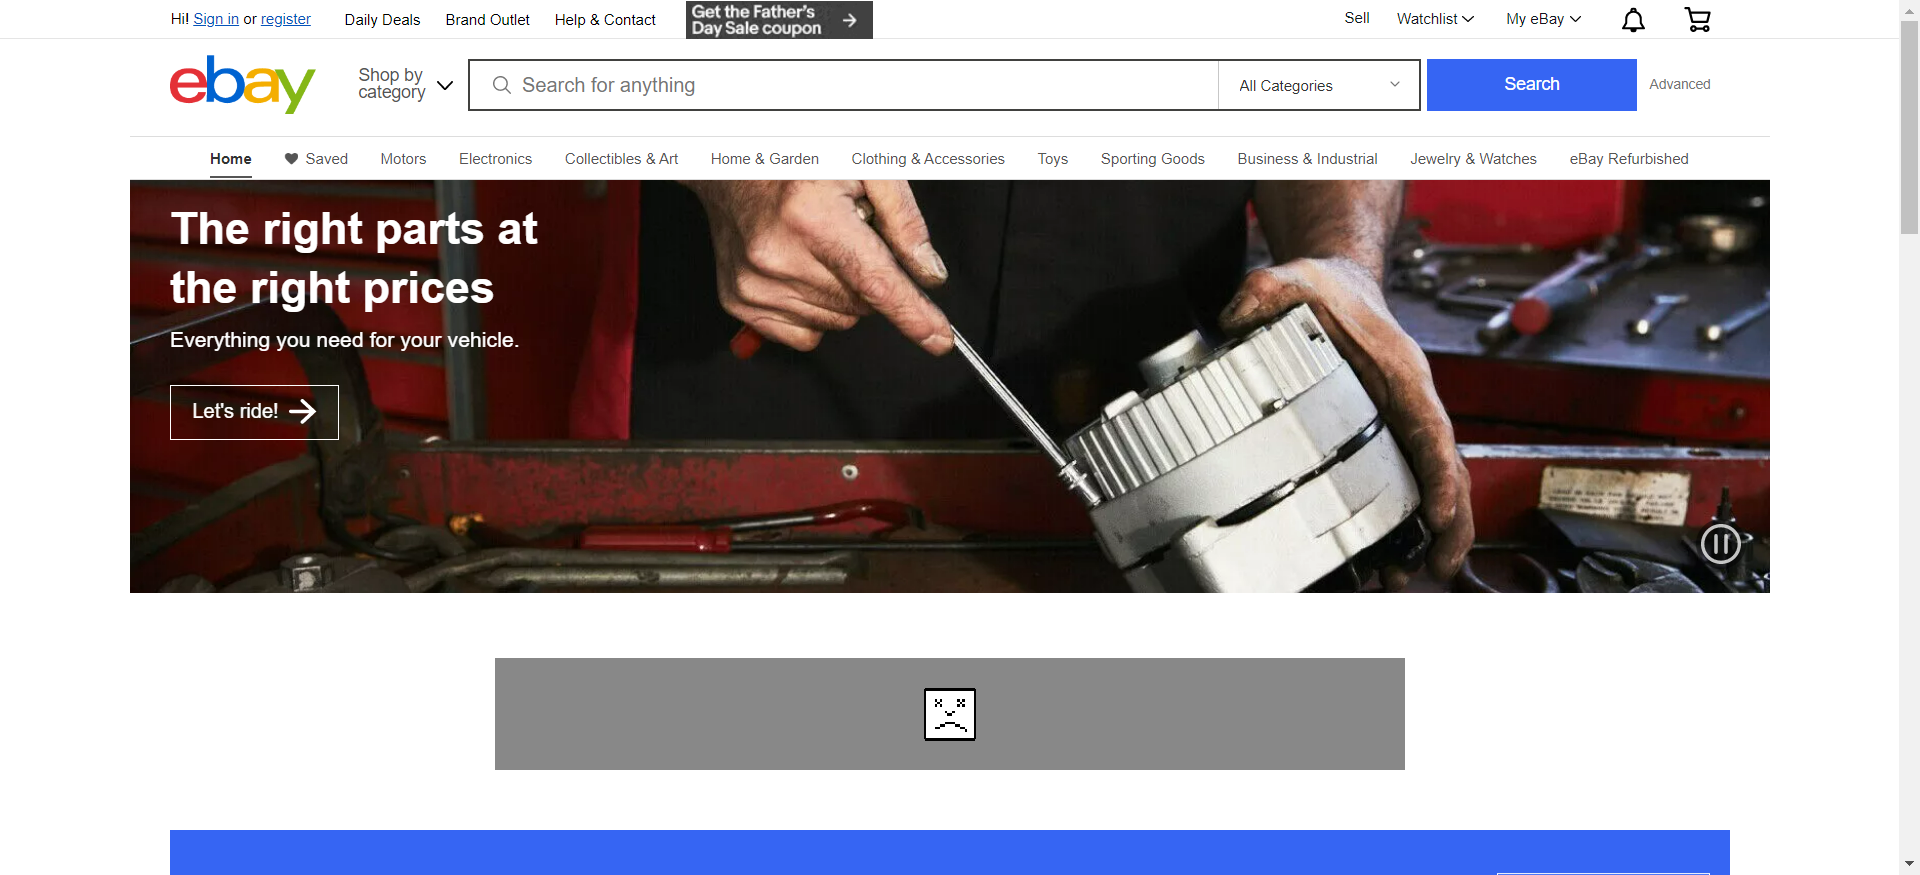 Hi! Sign in or register
Daily Deals
Brand Outlet
Help & Contact
Get the Father's
Day Sale coupon
Sell
Watchlist
My eBay
ebay
Shop by
category
Search for anything
All Categories
Search
Advanced
Home
Saved
Motors
Electronics
Collectibles & Art
Home & Garden
Clothing & Accessories
Toys
Sporting Goods
Business & Industrial
Jewelry & Watches
eBay Refurbished
The right parts at
the right prices
Everything you need for your vehicle.
Let's ride!